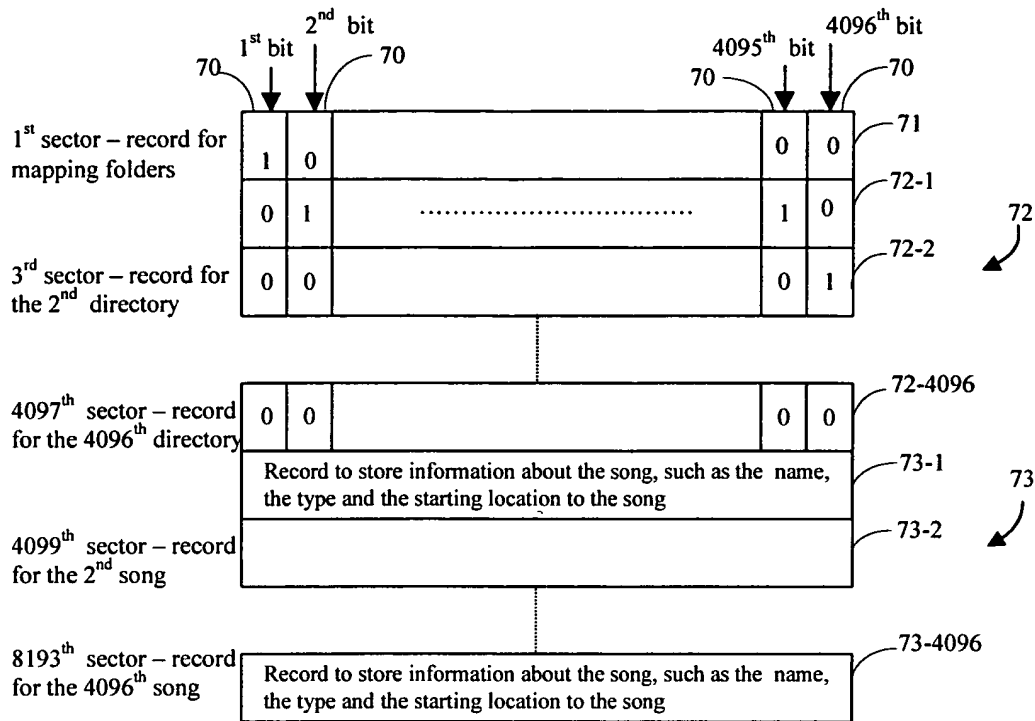 1st bit
2nd bit
4095th bit
4096th bit
70
70
70
70
1st sector – record for
mapping folders
1 0 0 0
71
0 1 ........................................ 1 0
72-1
72
3rd sector – record for
the 2nd directory
0 0 0 1
72-2
4097th sector – record
for the 4096th directory
0 0 0 0
72-4096
Record to store information about the song, such as the name,
the type and the starting location to the song
73-1
73
4099th sector – record
for the 2nd song
73-2
8193th sector – record
for the 4096th song
Record to store information about the song, such as the name,
the type and the starting location to the song
73-4096